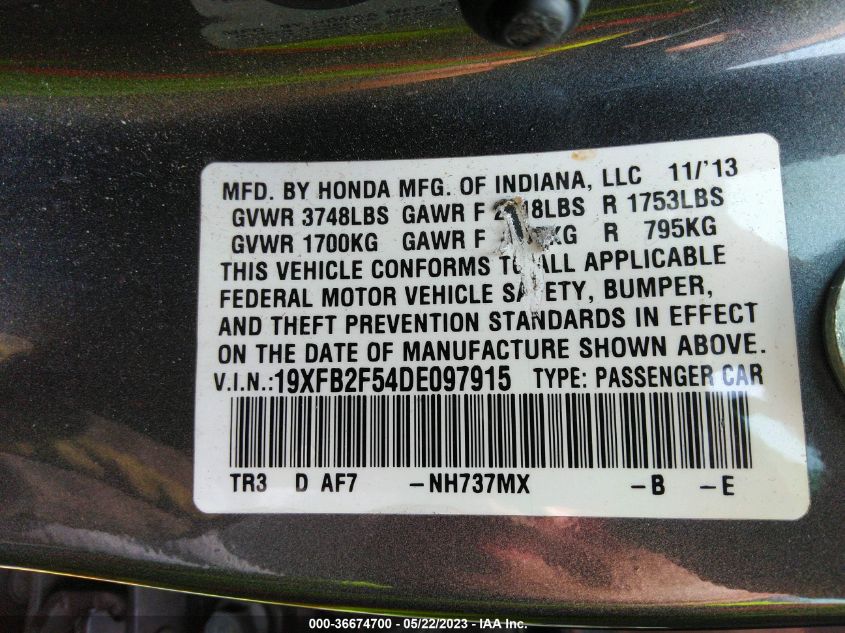 MFD. BY HONDA MFG. OF INDIANA, LLC 11/'13
GVWR 3748LBS GAWR F R 1753LBS
GVWR 1700KG GAWR F R 795KG
THIS VEHICLE CONFORMS TO ALL APPLICABLE
FEDERAL MOTOR VEHICLE SAFETY, BUMPER,
AND THEFT PREVENTION STANDARDS IN EFFECT
ON THE DATE OF MANUFACTURE SHOWN ABOVE.
V.I.N.:19XFB2F54DE097915 TYPE: PASSENGER CAR
TR3 D AF7 -NH737MX -B -E
000-36674700 - 05/22/2023 - IAA Inc.